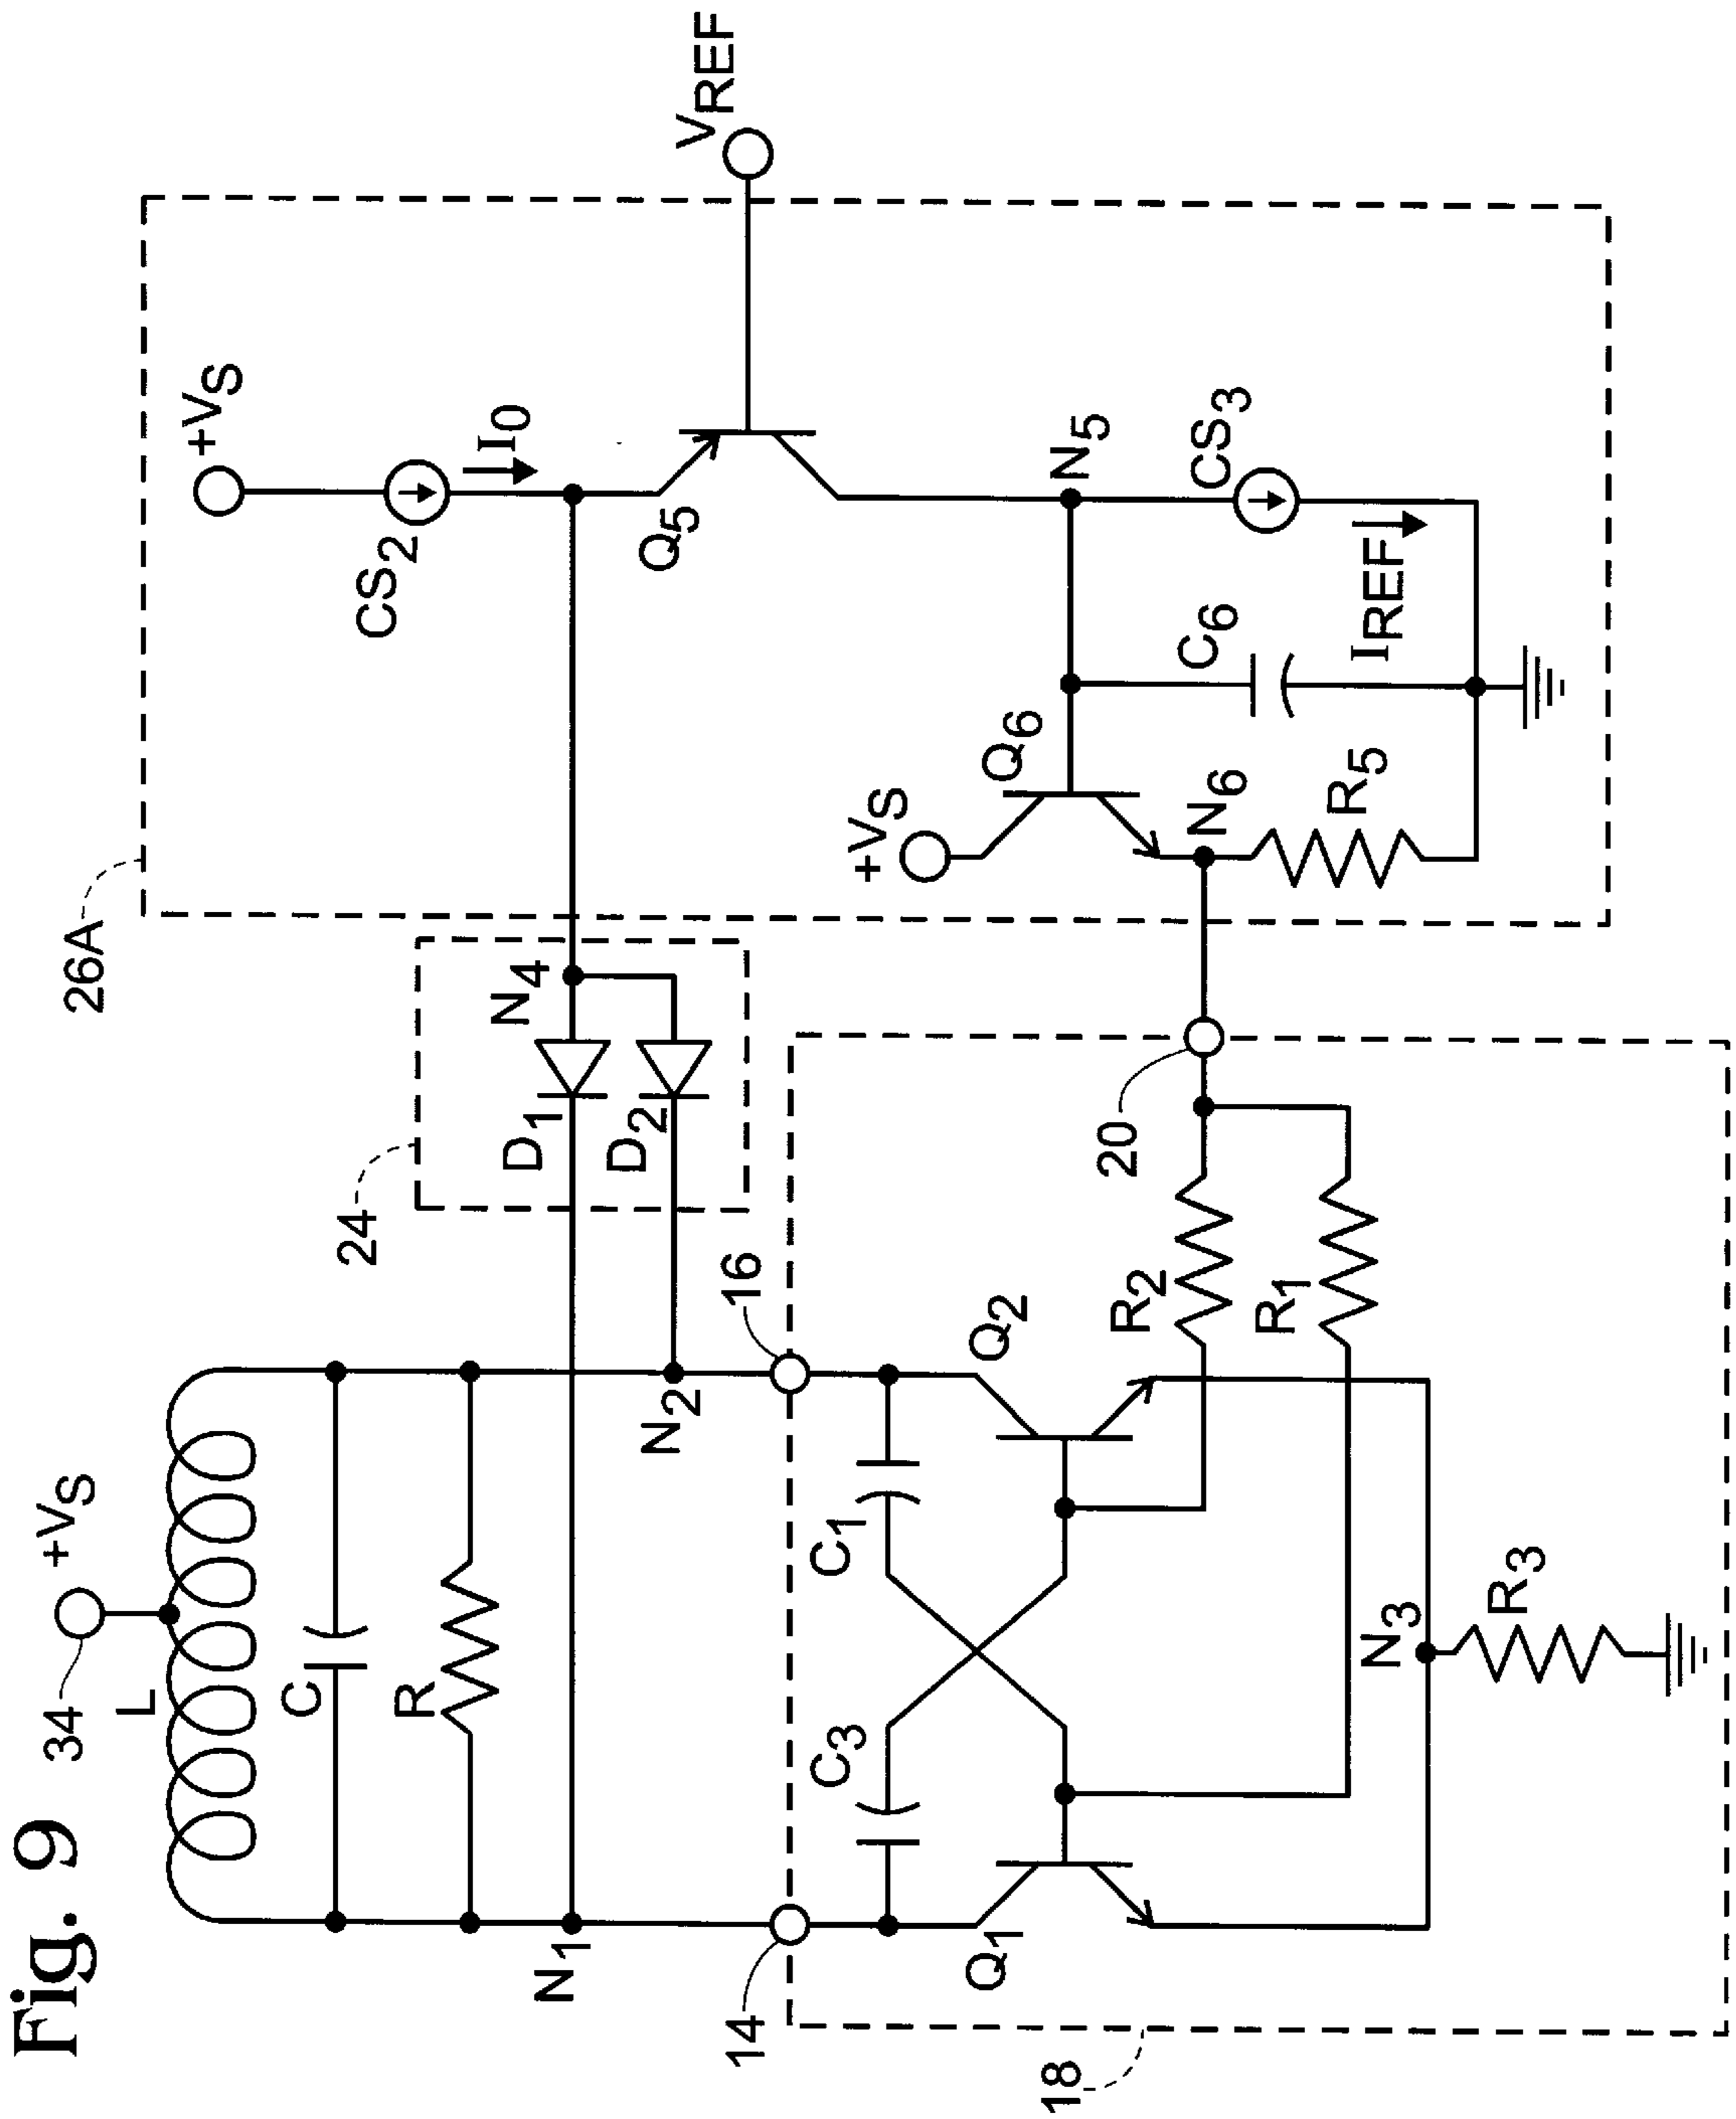 Fig. 9
34
+VS
L
C
R
N1
N2
14
16
18
24
D1
D2
N4
26A
+VS
CS2
I0
Q5
VREF
N5
CS3
IREF
C6
Q6
+VS
N6
R5
20
R2
R1
Q2
C1
C3
Q1
N3
R3